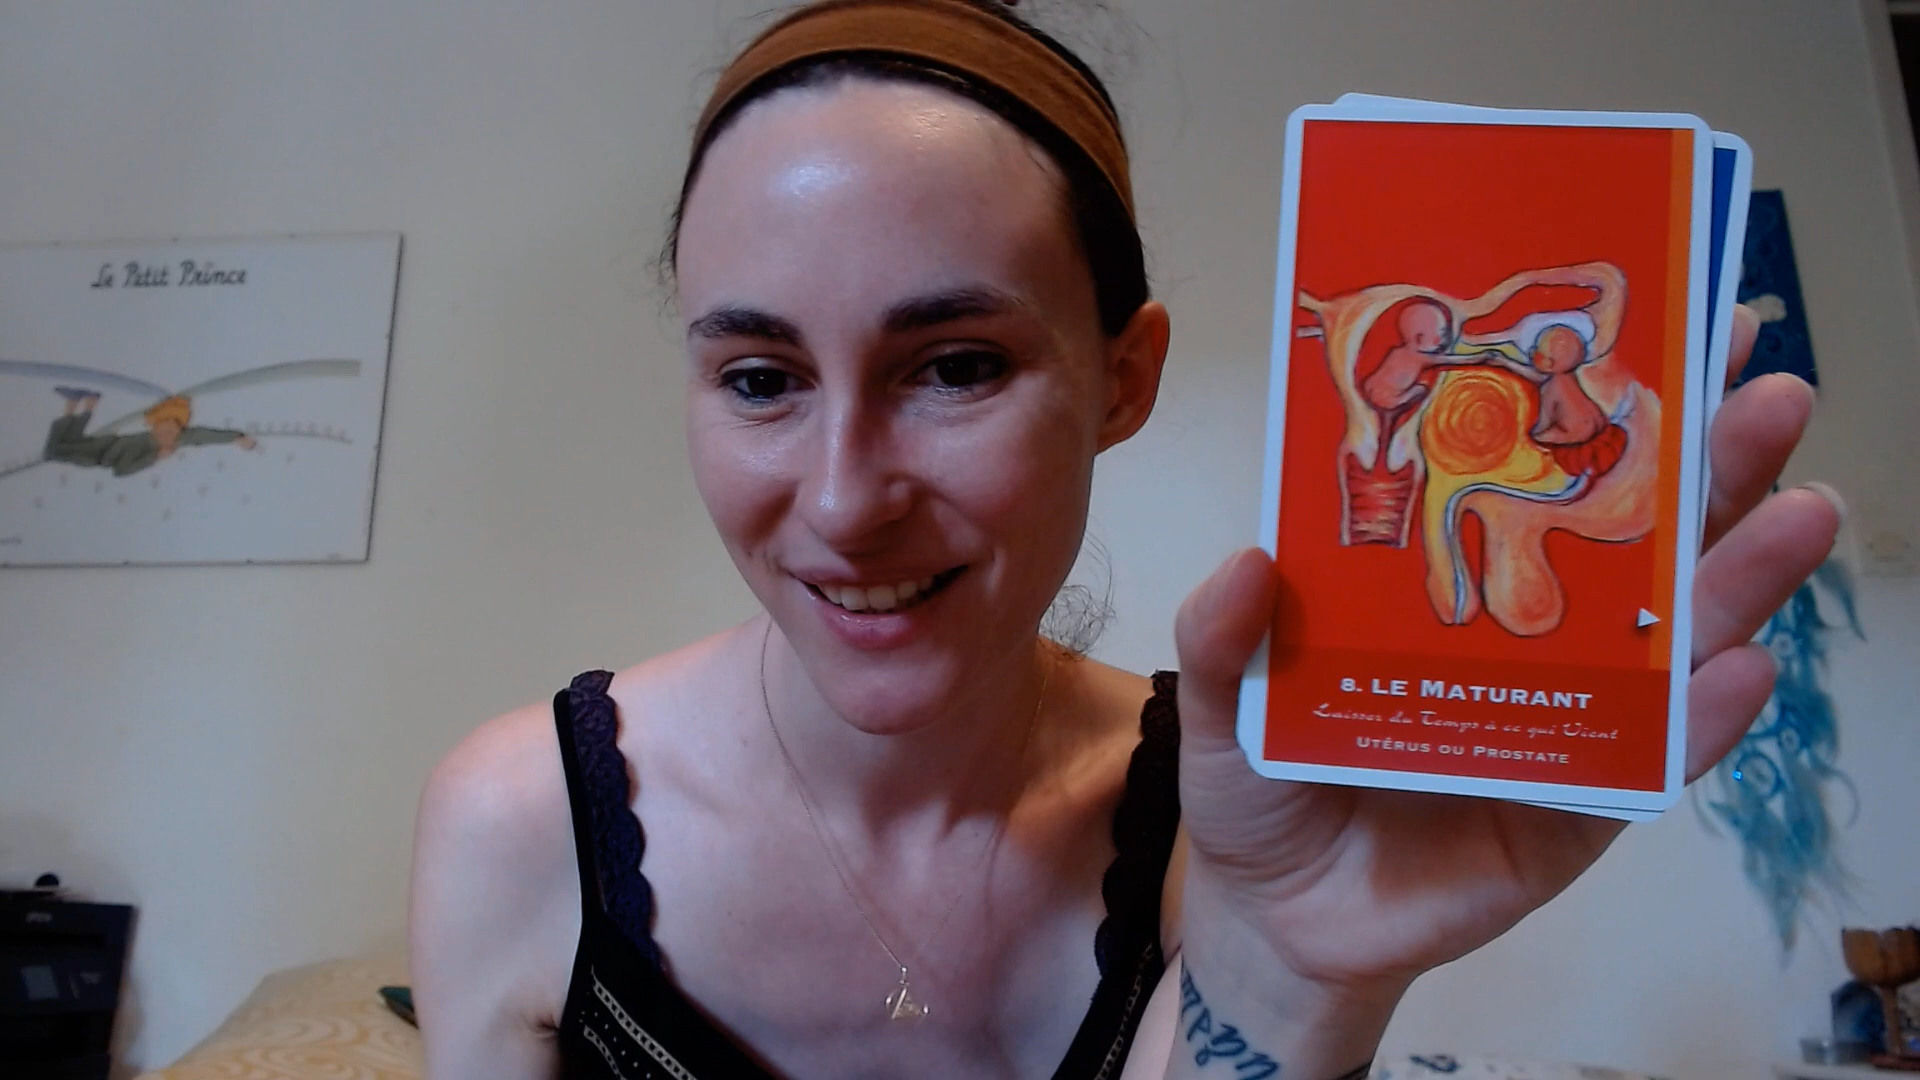 Le Petit Prince
8. LE MATURANT
Laisser du Temps à ce qui Vient
UTÉRUS OU PROSTATE